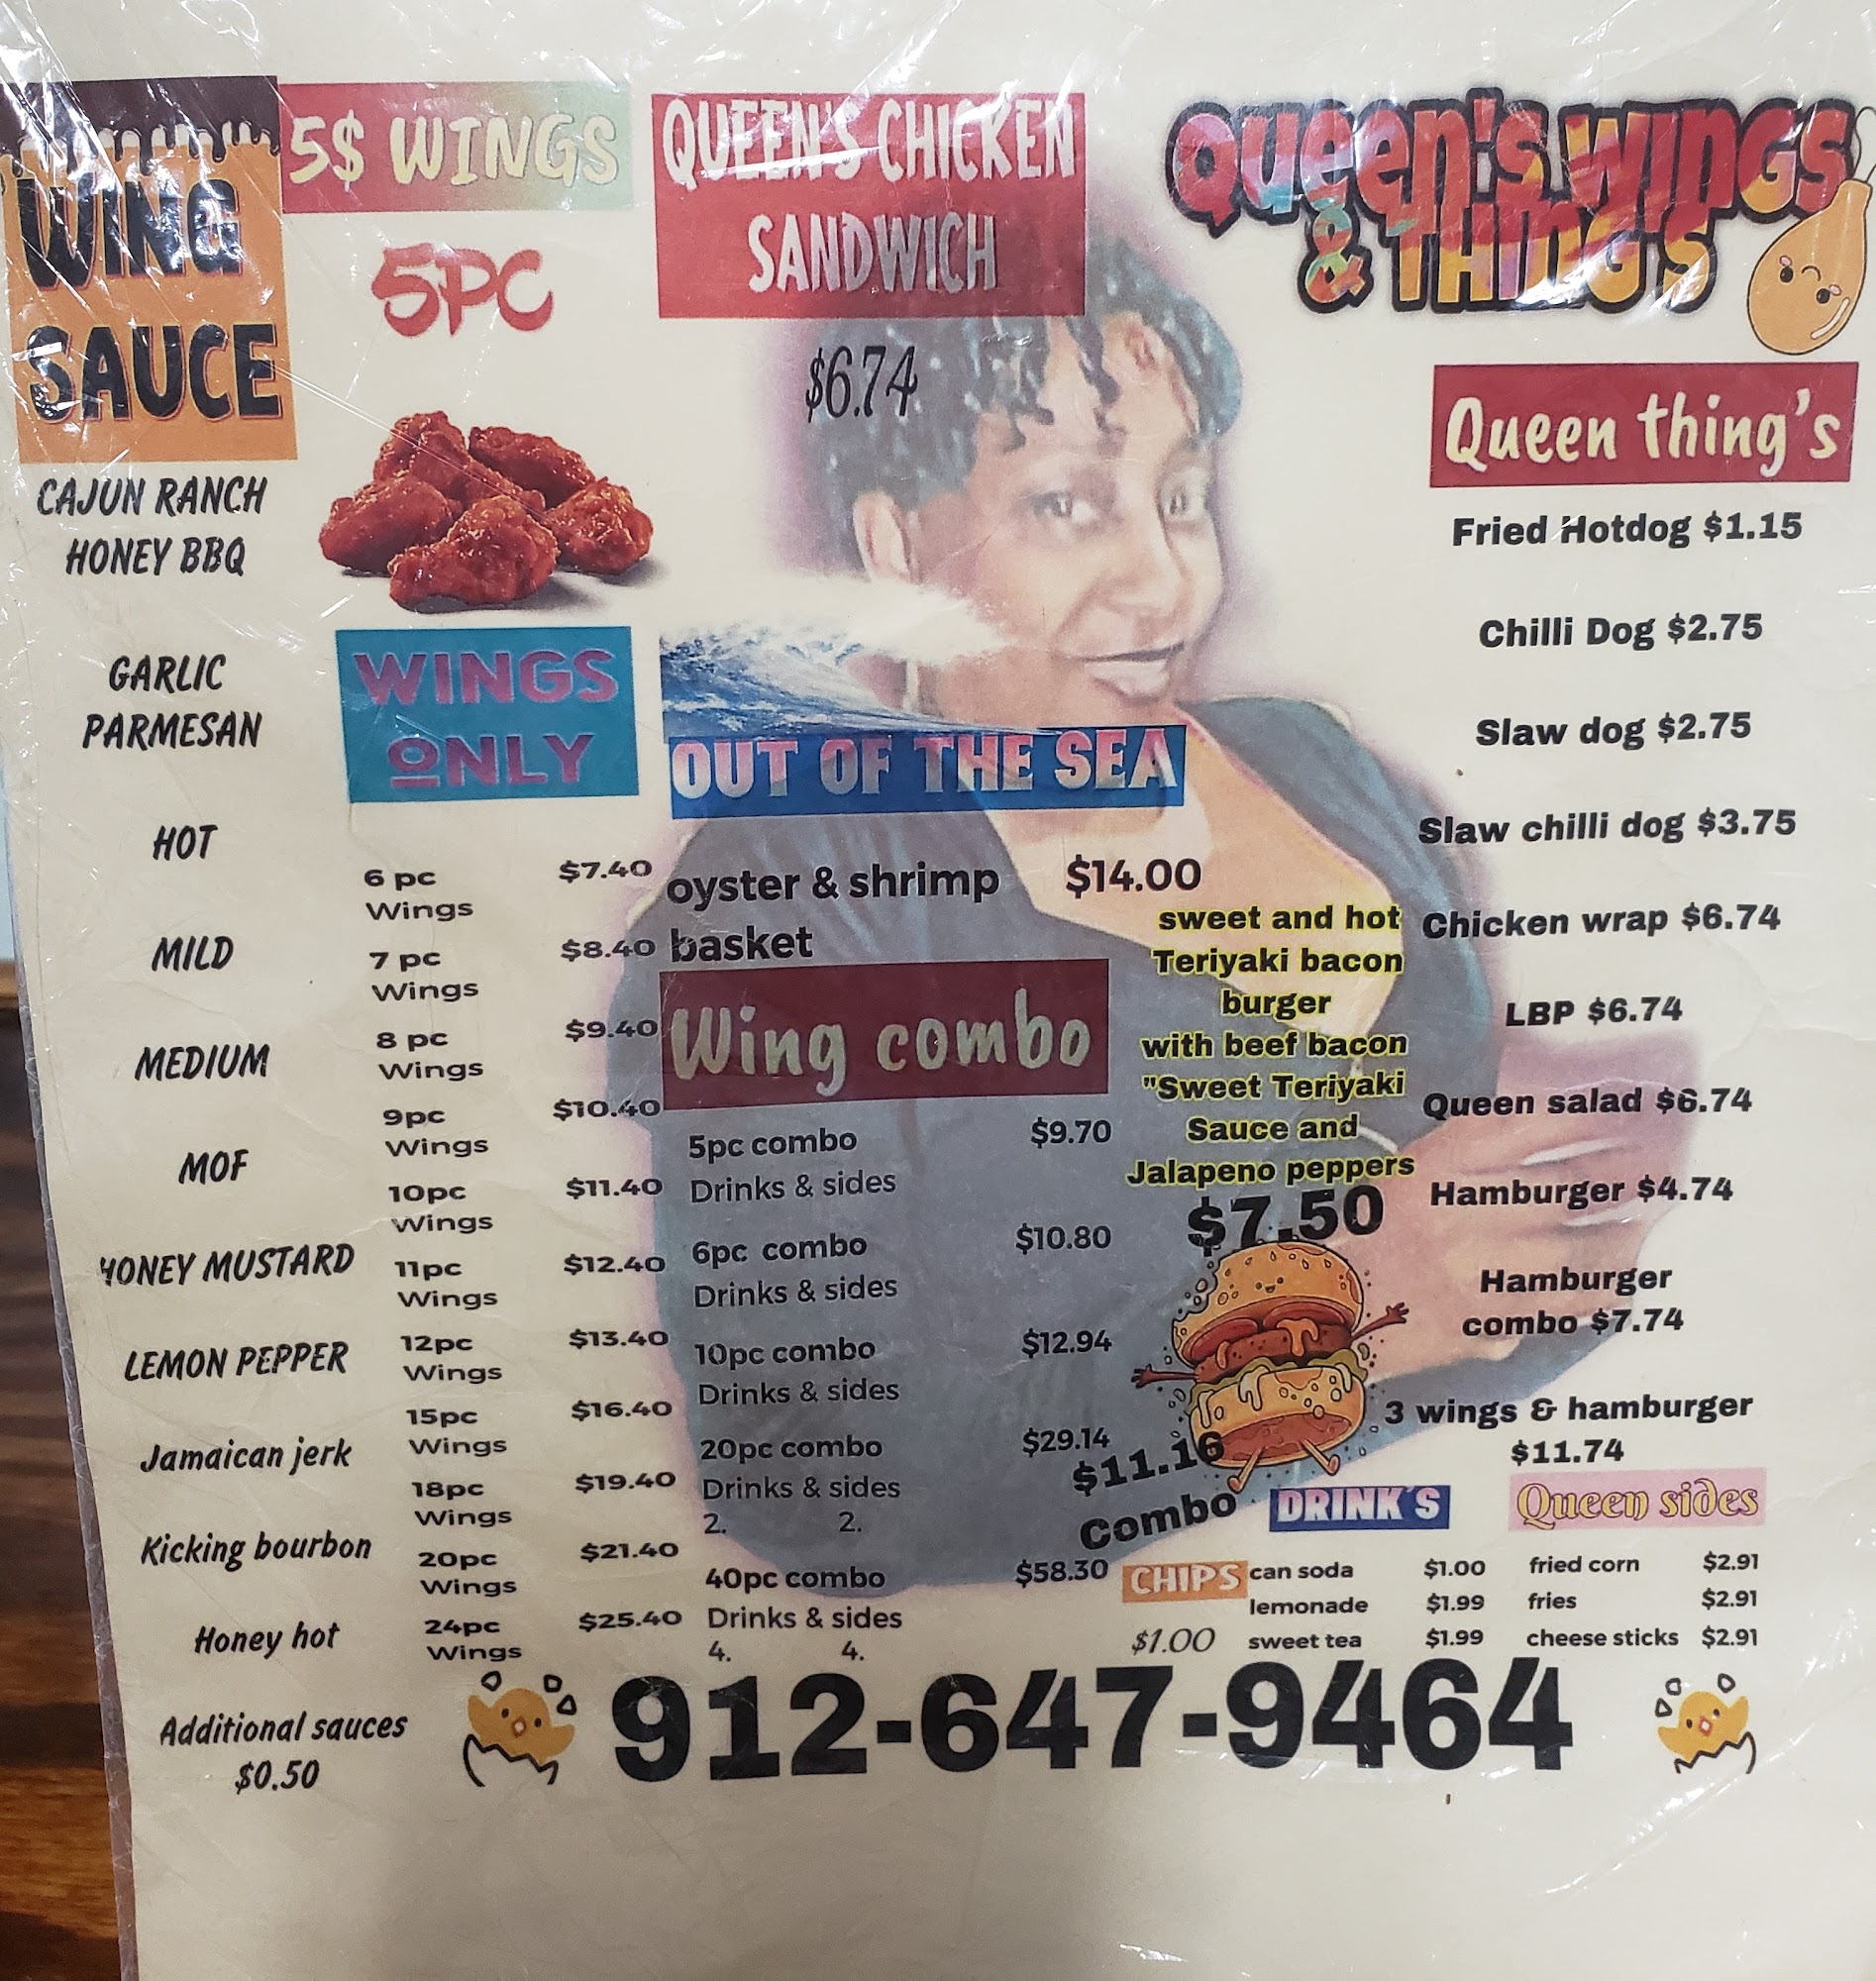 WING
SAUCE
CAJUN RANCH
HONEY BBQ
GARLIC
PARMESAN
HOT
MILD
MEDIUM
MOF
HONEY MUSTARD
LEMON PEPPER
Jamaican jerk
Kicking bourbon
Honey hot
Additional sauces
$0.50
5$ WINGS
5PC
WINGS
ONLY
6 pc $7.40
Wings
7 pc $8.40
Wings
8 pc $9.40
Wings
9pc $10.40
Wings
10pc $11.40
Wings
11pc $12.40
Wings
12pc $13.40
Wings
15pc $16.40
Wings
18pc $19.40
Wings
20pc $21.40
Wings
24pc $25.40
Wings
QUEEN'S CHICKEN
SANDWICH
$6.74
OUT OF THE SEA
oyster & shrimp $14.00
basket
Wing combo
5pc combo $9.70
Drinks & sides
6pc combo $10.80
Drinks & sides
10pc combo $12.94
Drinks & sides
20pc combo $29.14
Drinks & sides
2. 2.
40pc combo $58.30
Drinks & sides
4. 4.
sweet and hot
Teriyaki bacon
burger
with beef bacon
"Sweet Teriyaki
Sauce and
Jalapeno peppers
$7.50
$11.16
Combo
Queen's Wings
& Thing's
Queen thing's
Fried Hotdog $1.15
Chilli Dog $2.75
Slaw dog $2.75
Slaw chilli dog $3.75
Chicken wrap $6.74
LBP $6.74
Queen salad $6.74
Hamburger $4.74
Hamburger
combo $7.74
3 wings & hamburger
$11.74
CHIPS
$1.00
DRINK'S
can soda $1.00
lemonade $1.99
sweet tea $1.99
Queen sides
fried corn $2.91
fries $2.91
cheese sticks $2.91
912-647-9464